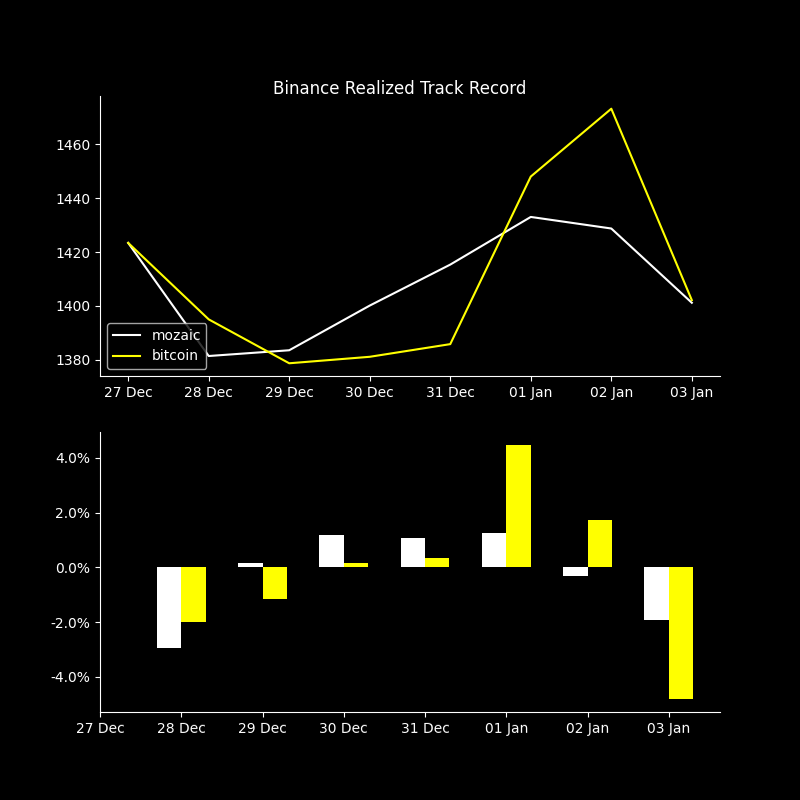 Binance Realized Track Record
1460
1440
1420
1400
1380
mozaic
bitcoin
27 Dec 28 Dec 29 Dec 30 Dec 31 Dec 01 Jan 02 Jan 03 Jan
4.0%
2.0%
0.0%
-2.0%
-4.0%
27 Dec 28 Dec 29 Dec 30 Dec 31 Dec 01 Jan 02 Jan 03 Jan